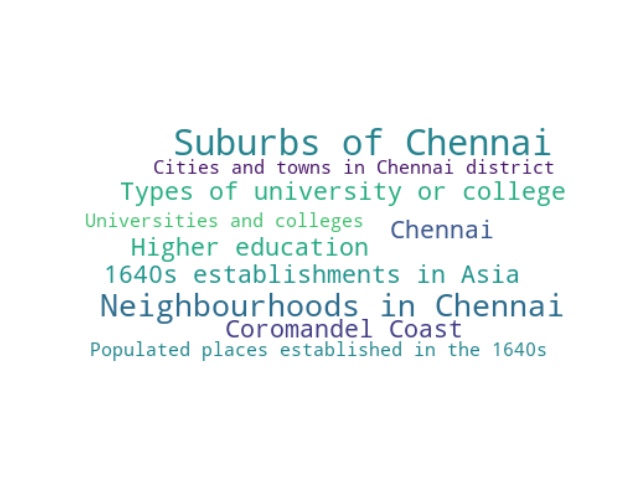 Suburbs of Chennai
Cities and towns in Chennai district
Types of university or college
Universities and colleges
Chennai
Higher education
1640s establishments in Asia
Neighbourhoods in Chennai
Coromandel Coast
Populated places established in the 1640s